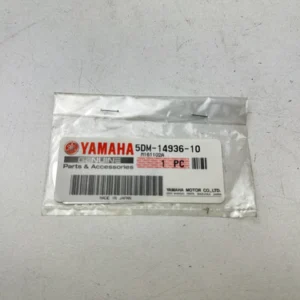 YAMAHA 5DM-14936-10
GENUINE
Parts & Accessories
1 PC
MADE IN JAPAN
YAMAHA MOTOR CO., LTD.